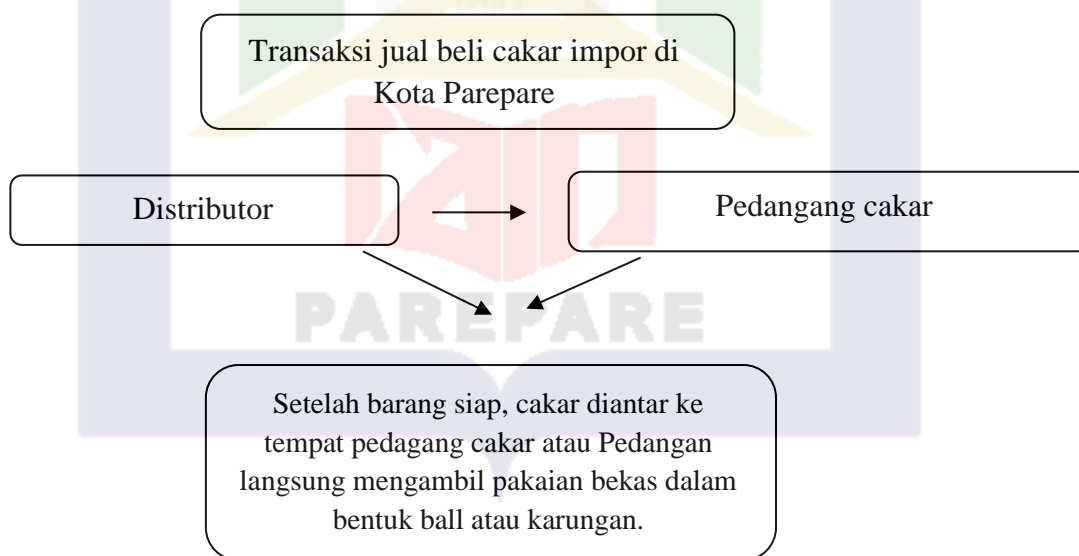 Transaksi jual beli cakar impor di
Kota Parepare
Distributor
Pedangang cakar
PAREPARE
Setelah barang siap, cakar diantar ke
tempat pedagang cakar atau Pedangan
langsung mengambil pakaian bekas dalam
bentuk ball atau karungan.